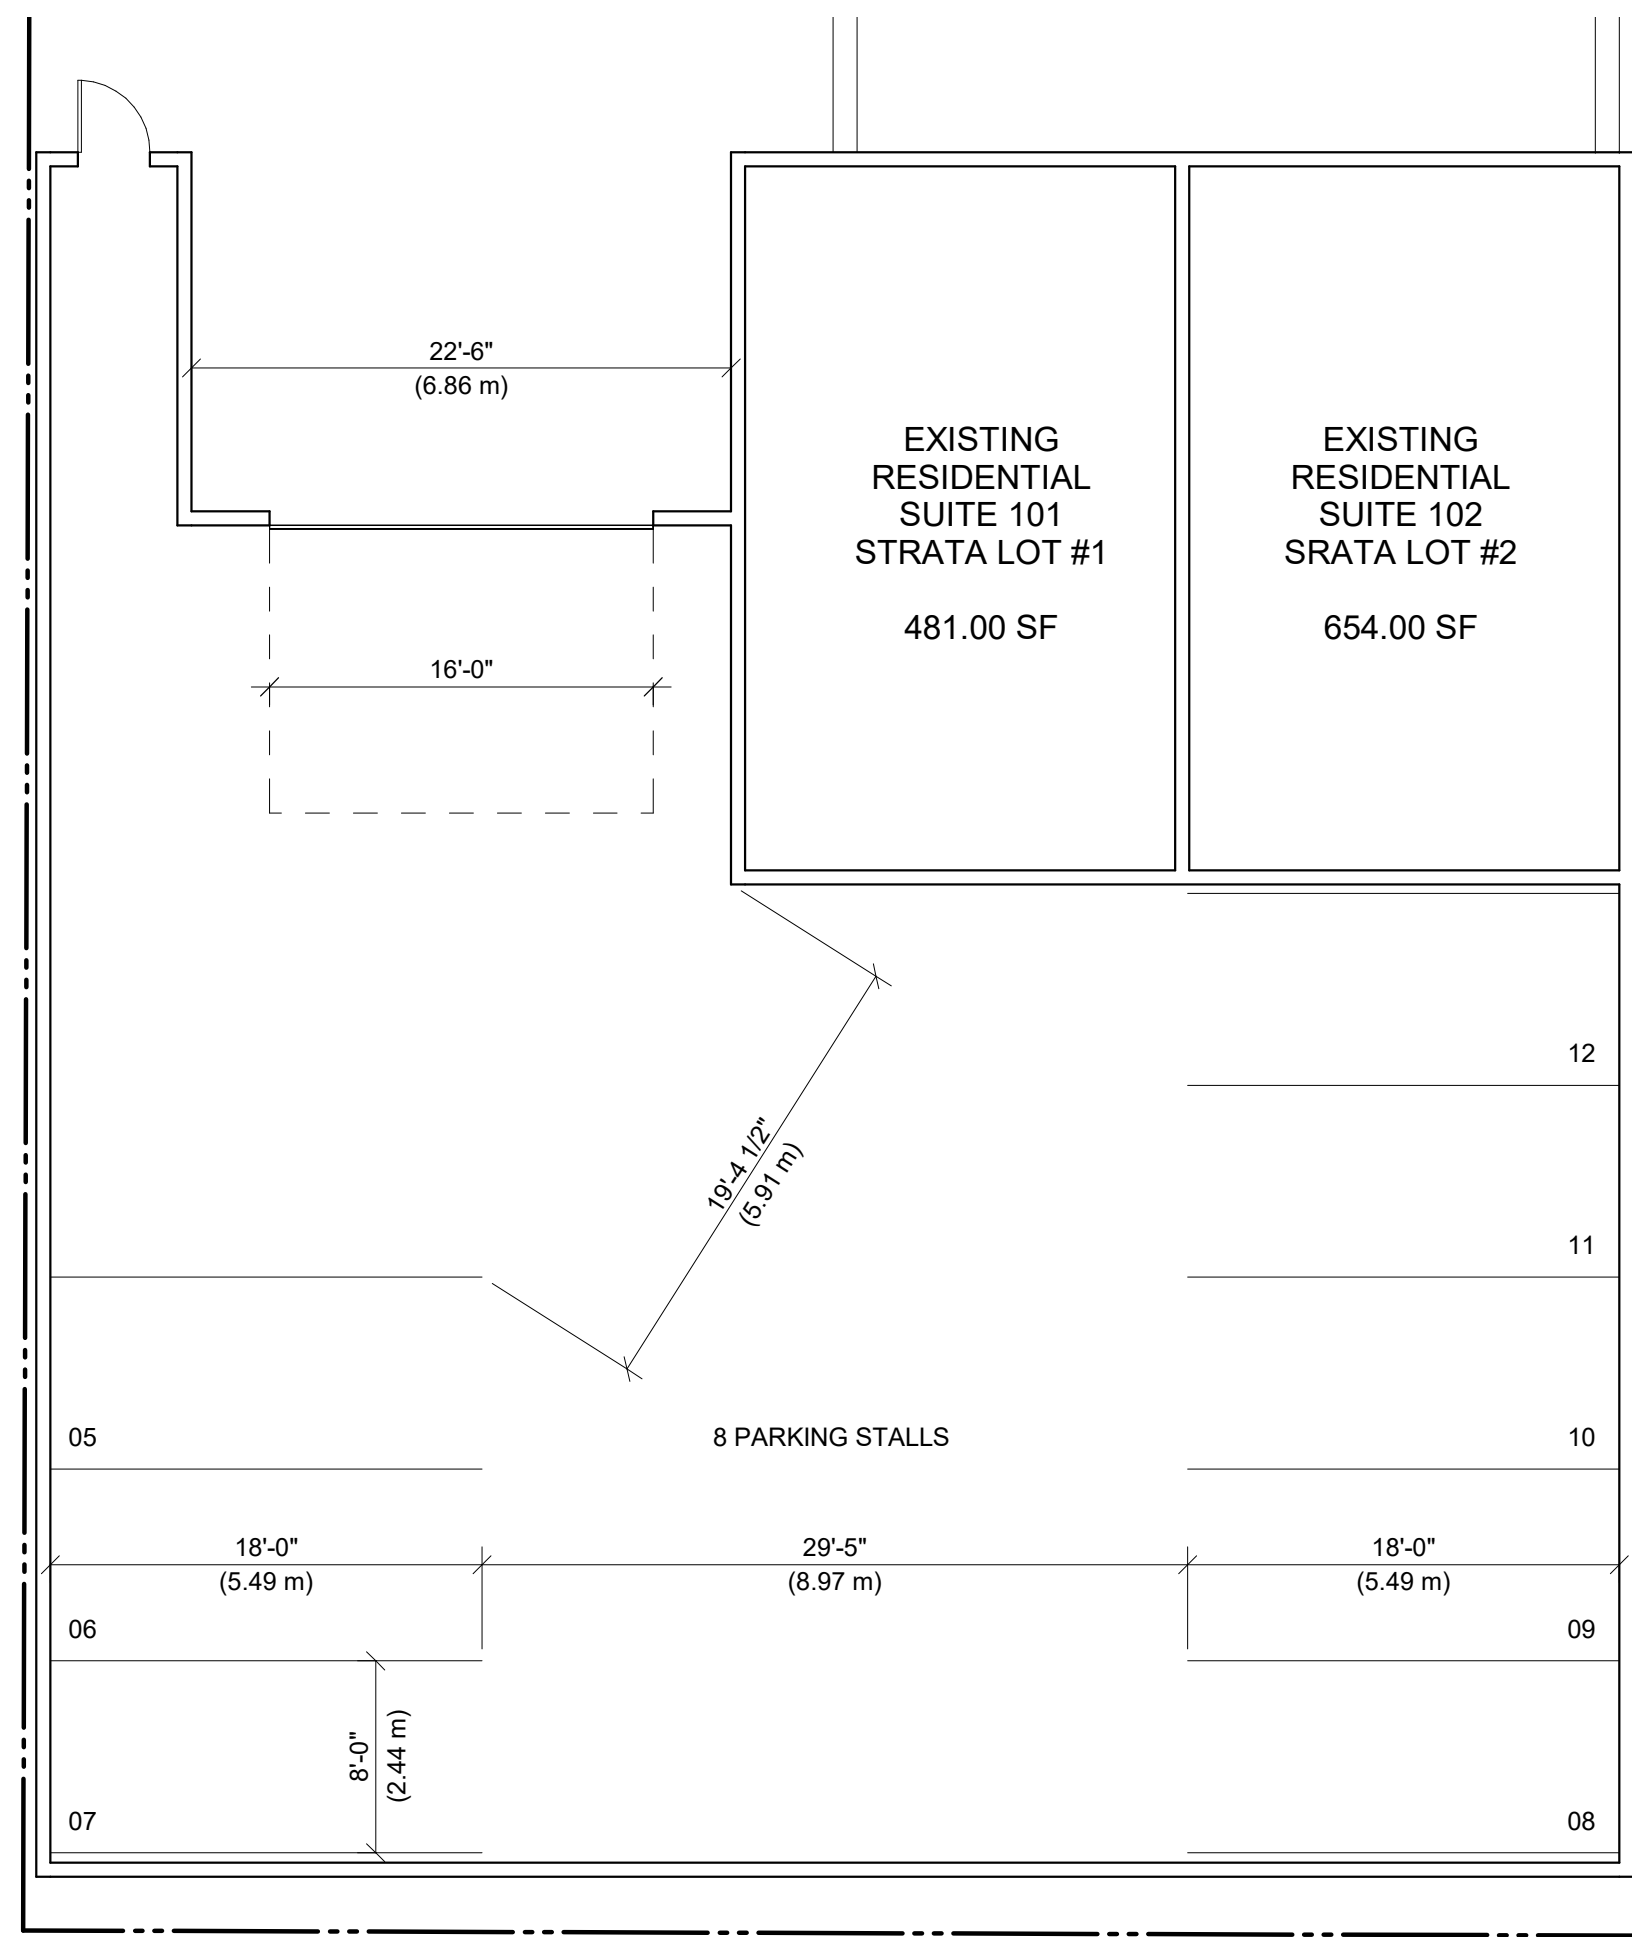 22'-6"
(6.86 m)
EXISTING
RESIDENTIAL
SUITE 101
STRATA LOT #1
481.00 SF
EXISTING
RESIDENTIAL
SUITE 102
SRATA LOT #2
654.00 SF
16'-0"
12
19'-4 1/2"
(5.91 m)
11
05
8 PARKING STALLS
10
18'-0"
(5.49 m)
29'-5"
(8.97 m)
18'-0"
(5.49 m)
06
09
8'-0"
(2.44 m)
07
08